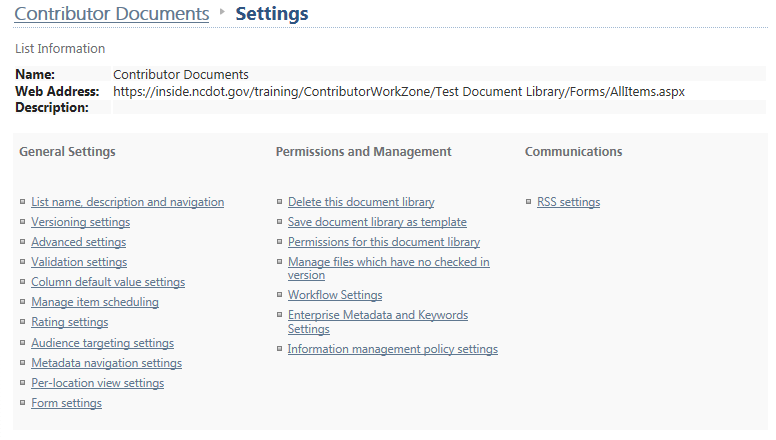 Contributor Documents ▸ Settings
List Information
Name: Contributor Documents
Web Address: https://inside.ncdot.gov/training/ContributorWorkZone/Test Document Library/Forms/AllItems.aspx
Description:
General Settings
List name, description and navigation
Versioning settings
Advanced settings
Validation settings
Column default value settings
Manage item scheduling
Rating settings
Audience targeting settings
Metadata navigation settings
Per-location view settings
Form settings
Permissions and Management
Delete this document library
Save document library as template
Permissions for this document library
Manage files which have no checked in
version
Workflow Settings
Enterprise Metadata and Keywords
Settings
Information management policy settings
Communications
RSS settings